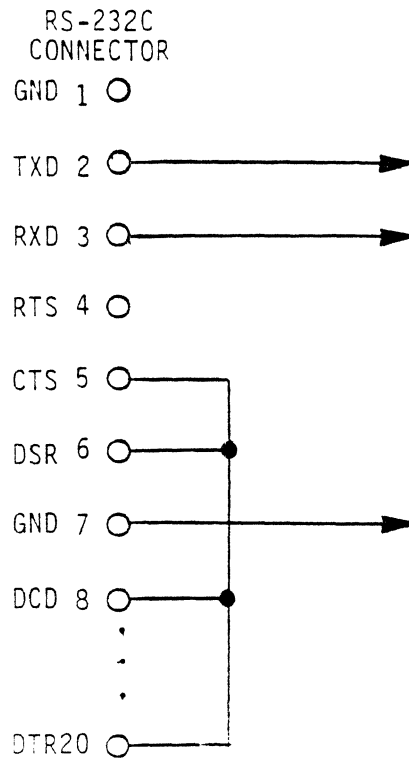 RS-232C
CONNECTOR
GND 1
TXD 2
RXD 3
RTS 4
CTS 5
DSR 6
GND 7
DCD 8
DTR20